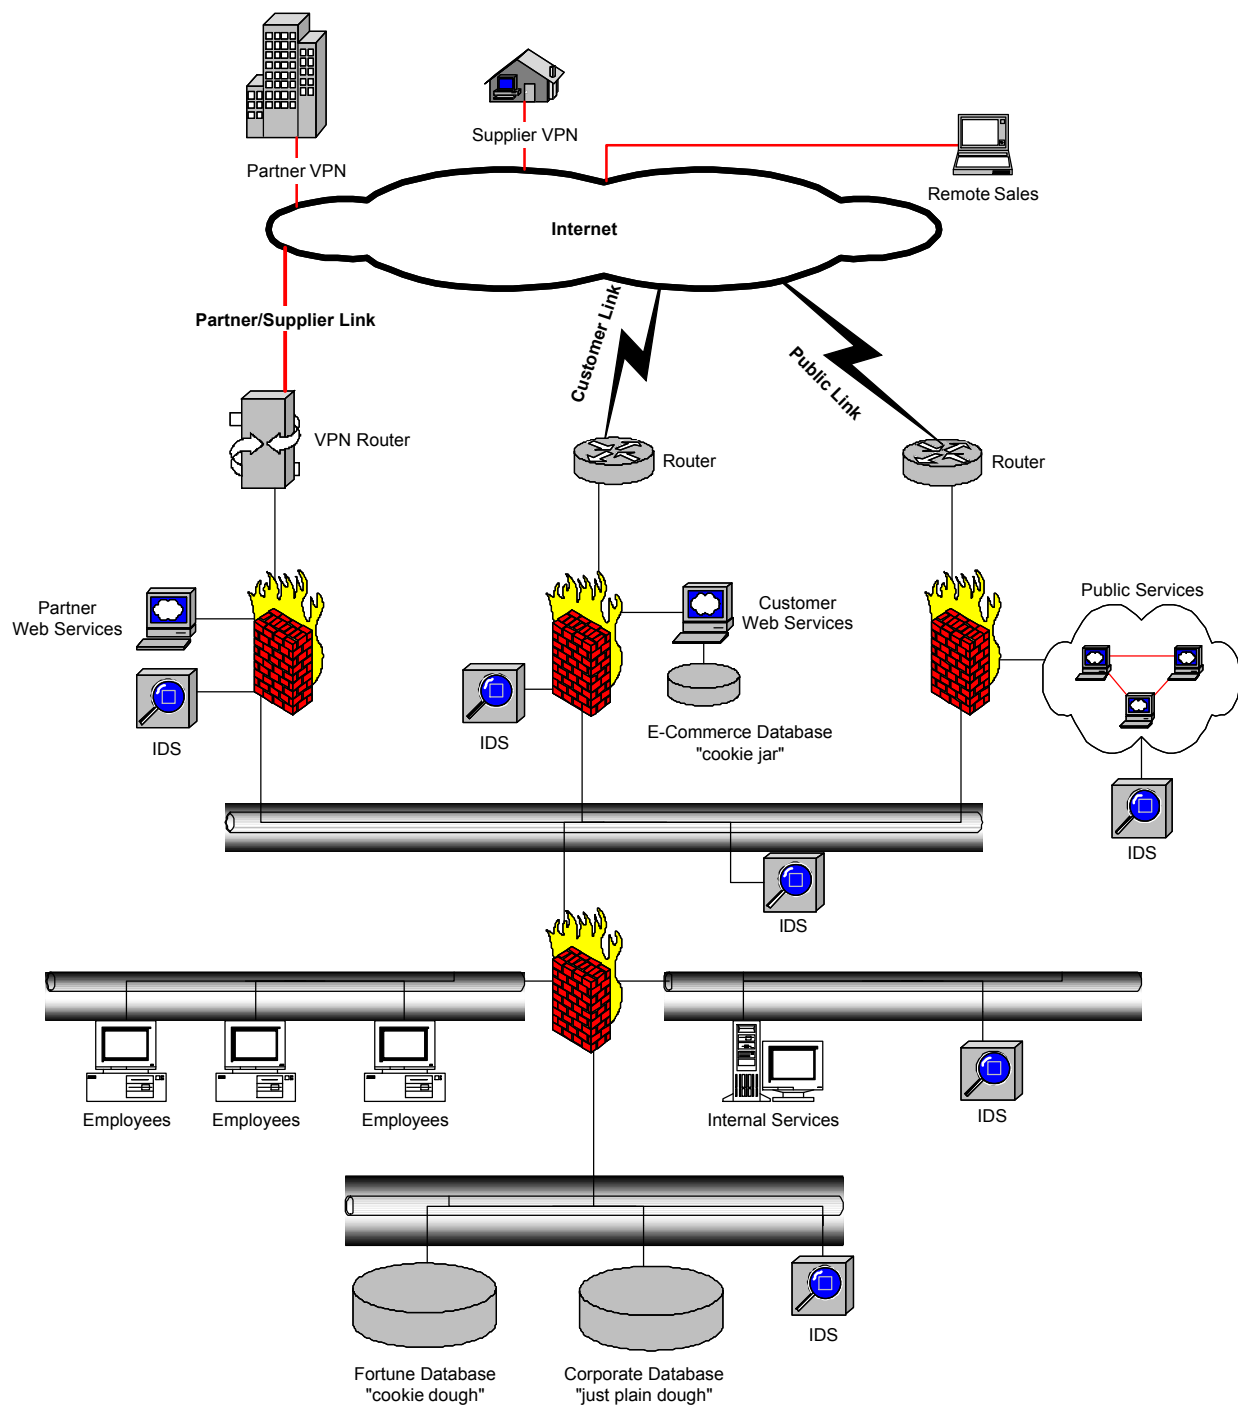 Supplier VPN
Partner VPN
Remote Sales
Internet
Partner/Supplier Link
Customer Link
Public Link
VPN Router
Router
Router
Partner
Web Services
Customer
Web Services
Public Services
IDS
IDS
E-Commerce Database
"cookie jar"
IDS
IDS
Employees
Employees
Employees
Internal Services
IDS
IDS
Fortune Database
"cookie dough"
Corporate Database
"just plain dough"